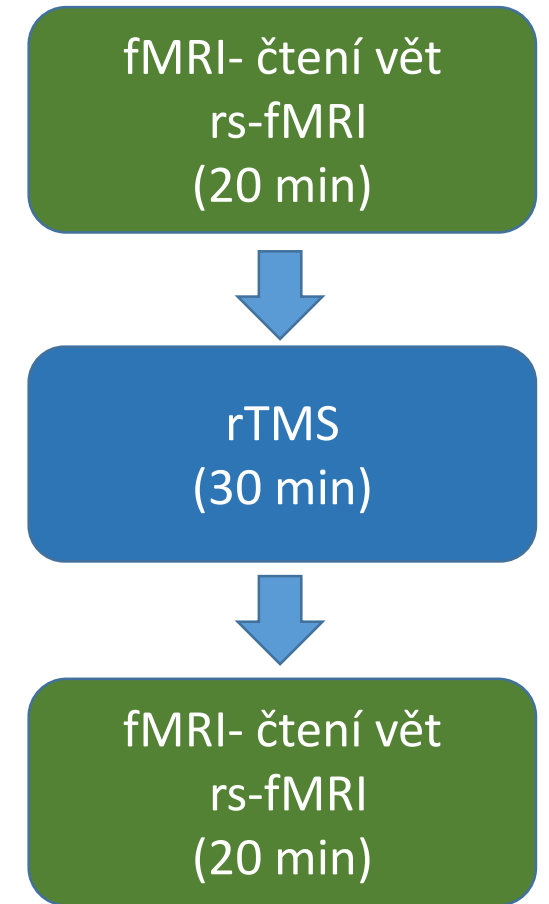 fMRI- čtení vět
rs-fMRI
(20 min)
rTMS
(30 min)
fMRI- čtení vět
rs-fMRI
(20 min)